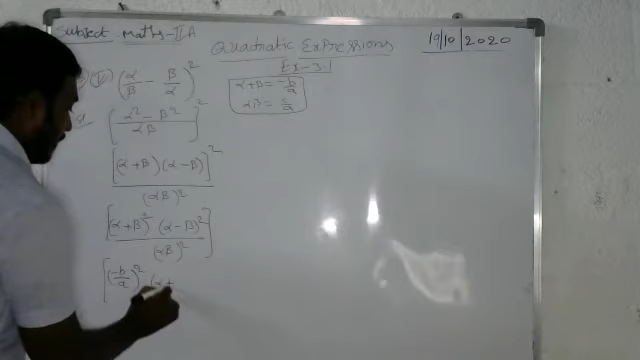 Subject Maths-IIA
Quadratic Expressions
19|10|2020
Ex-3.1
α+β = -b/a
αβ = c/a
(α/β - β/α)²
[α² - β² / αβ]²
[(α+β)(α-β)]² / (αβ)²
[(α+β)² (α-β)² / (αβ)²]
[(-b/a)² (α+